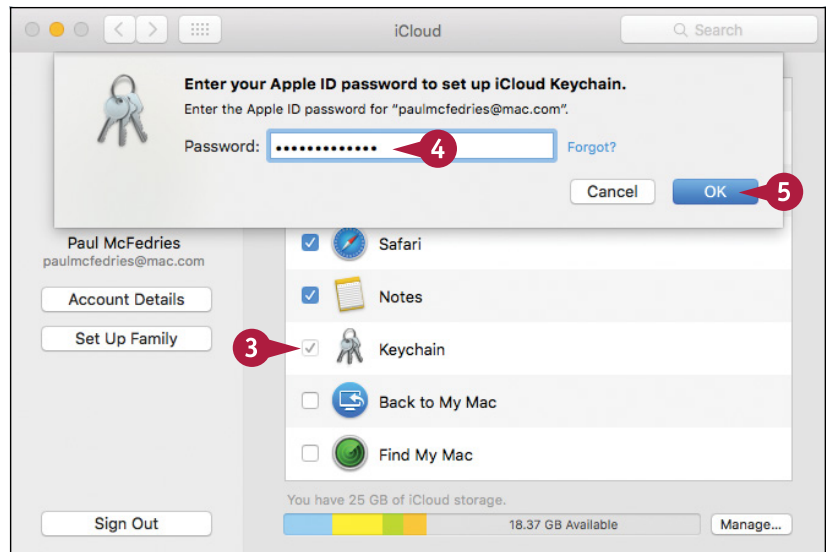 iCloud
Search
Enter your Apple ID password to set up iCloud Keychain.
Enter the Apple ID password for “paulmcfedries@mac.com”.
Password: •••••••••••••
4
Forgot?
Cancel
OK
5
Paul McFedries
paulmcfedries@mac.com
Account Details
Set Up Family
Sign Out
Safari
Notes
3
Keychain
Back to My Mac
Find My Mac
You have 25 GB of iCloud storage.
18.37 GB Available
Manage...